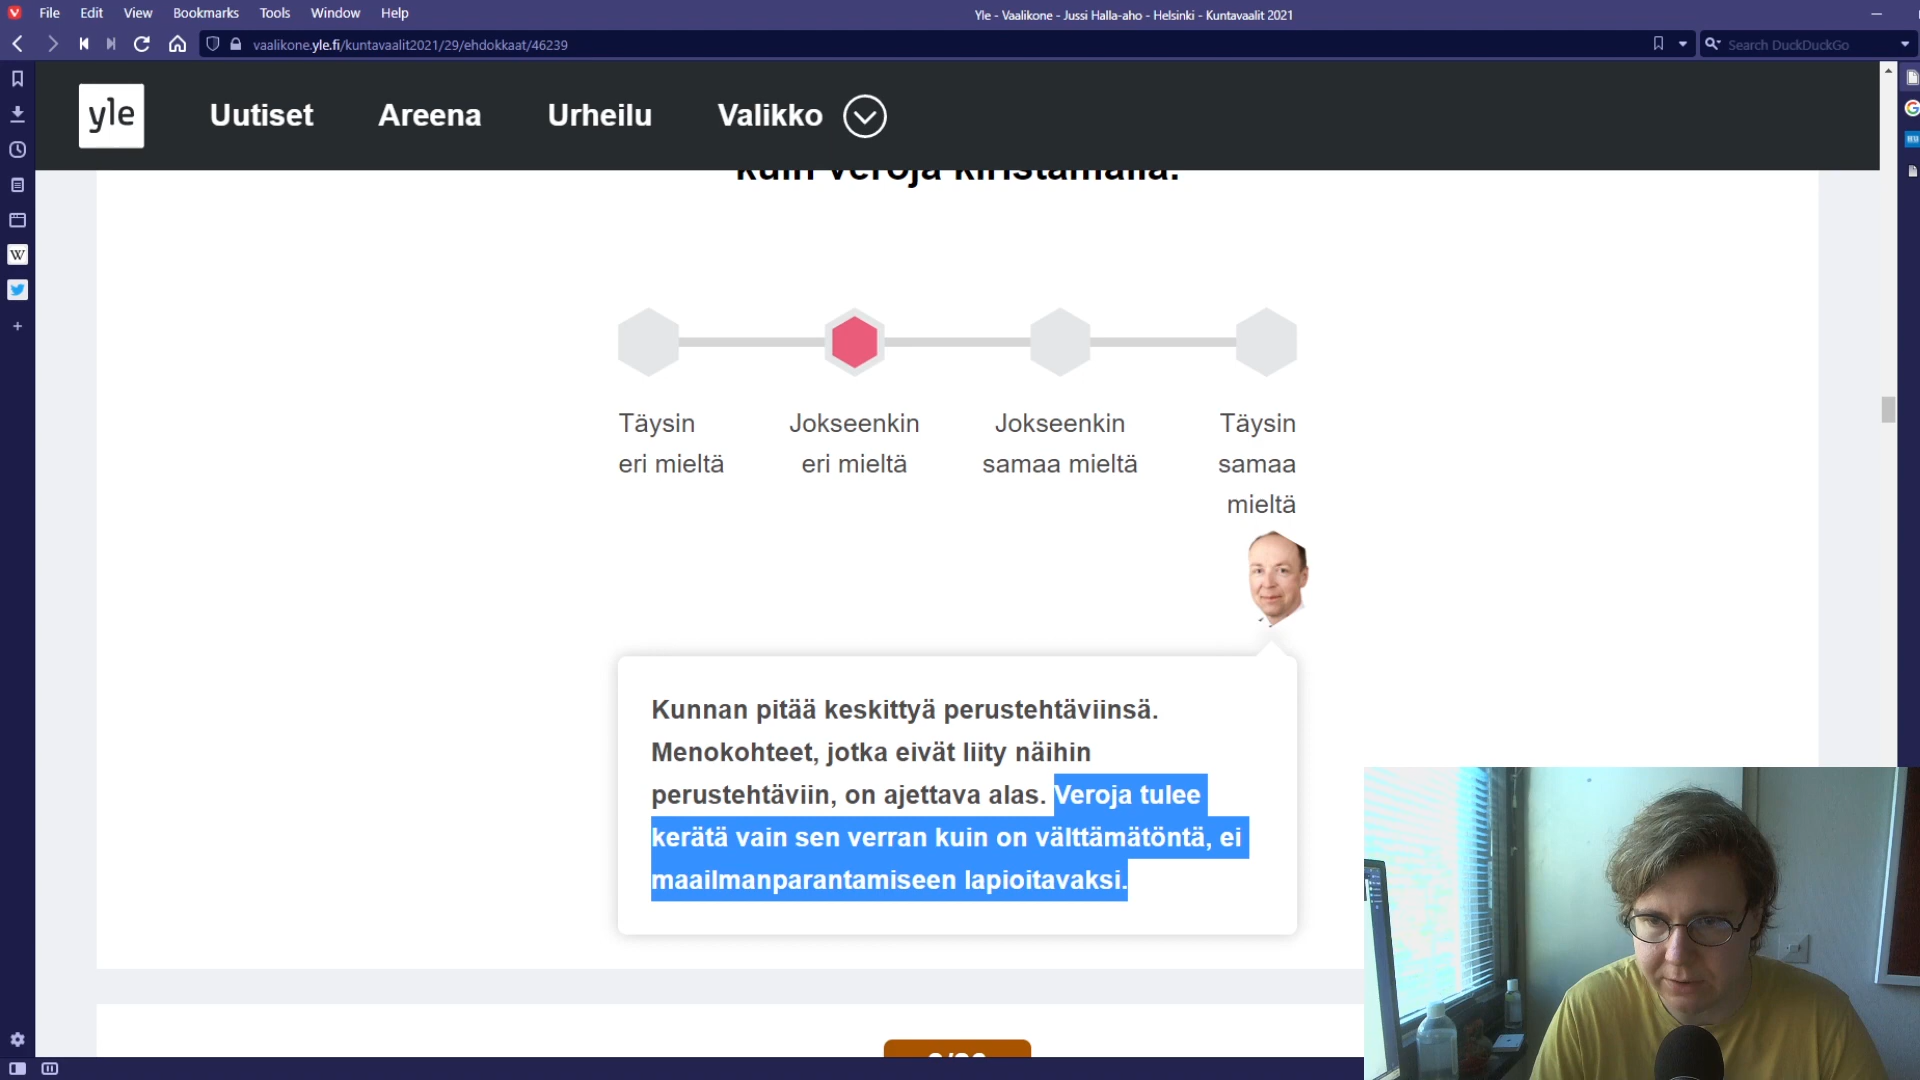 File Edit View Bookmarks Tools Window Help
Yle - Vaalikone - Jussi Halla-aho - Helsinki - Kuntavaalit 2021
vaalikone.yle.fi/kuntavaalit2021/29/ehdokkaat/46239
Search DuckDuckGo
yle Uutiset Areena Urheilu Valikko
kuin veroja kiristämällä.
Täysin
eri mieltä
Jokseenkin
eri mieltä
Jokseenkin
samaa mieltä
Täysin
samaa
mieltä
Kunnan pitää keskittyä perustehtäviinsä.
Menokohteet, jotka eivät liity näihin
perustehtäviin, on ajettava alas. Veroja tulee
kerätä vain sen verran kuin on välttämätöntä, ei
maailmanparantamiseen lapioitavaksi.